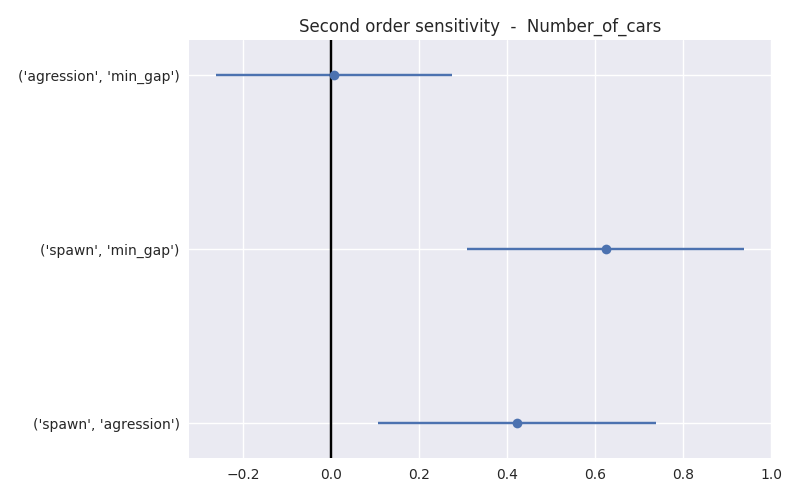 Second order sensitivity  -  Number_of_cars
('agression', 'min_gap')
('spawn', 'min_gap')
('spawn', 'agression')
−0.2 0.0 0.2 0.4 0.6 0.8 1.0